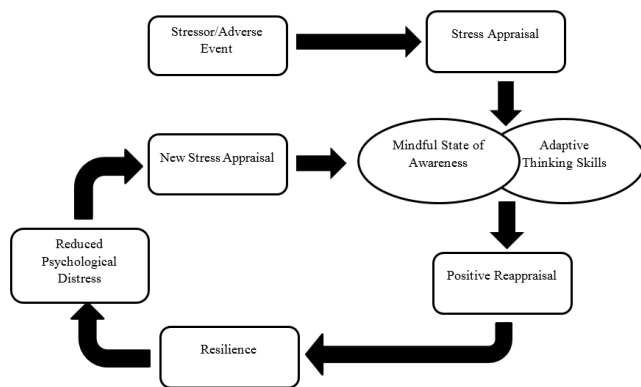 Stressor/Adverse
Event
Stress Appraisal
New Stress Appraisal
Mindful State of
Awareness
Adaptive
Thinking Skills
Reduced
Psychological
Distress
Positive Reappraisal
Resilience